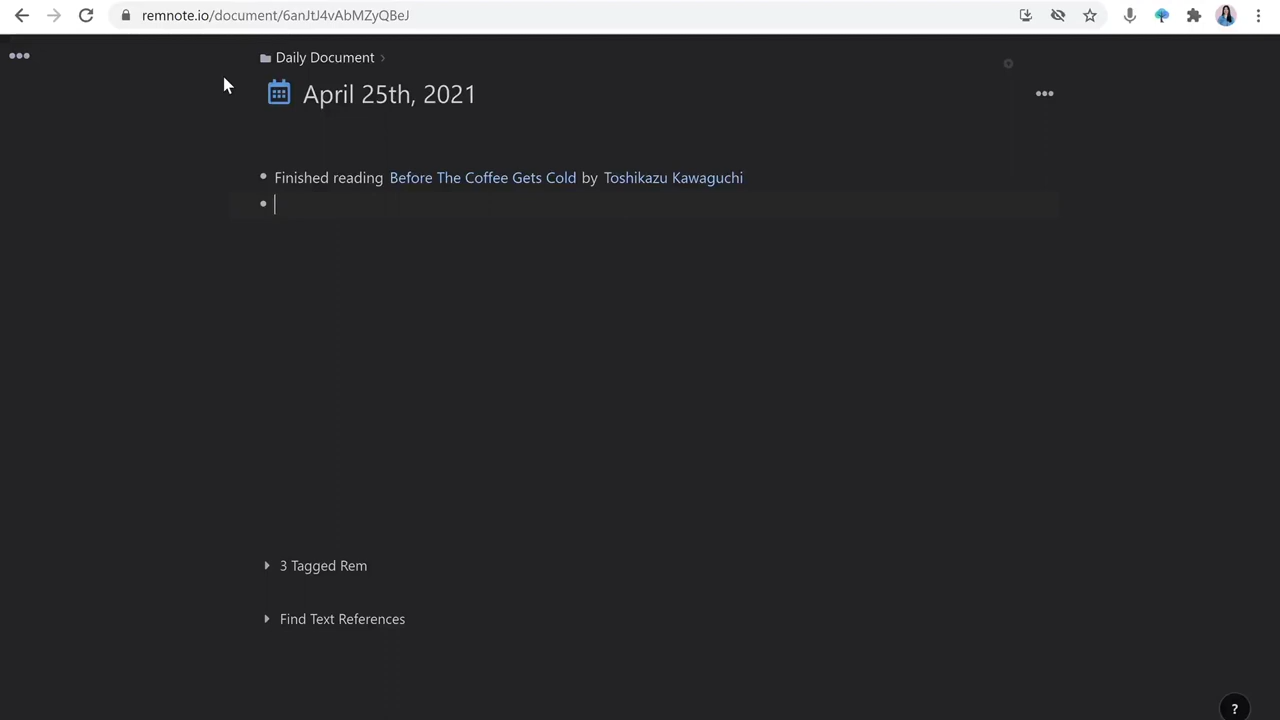 remnote.io/document/6anJtJ4vAbMZyQBeJ
Daily Document
April 25th, 2021
Finished reading Before The Coffee Gets Cold by Toshikazu Kawaguchi
3 Tagged Rem
Find Text References
?